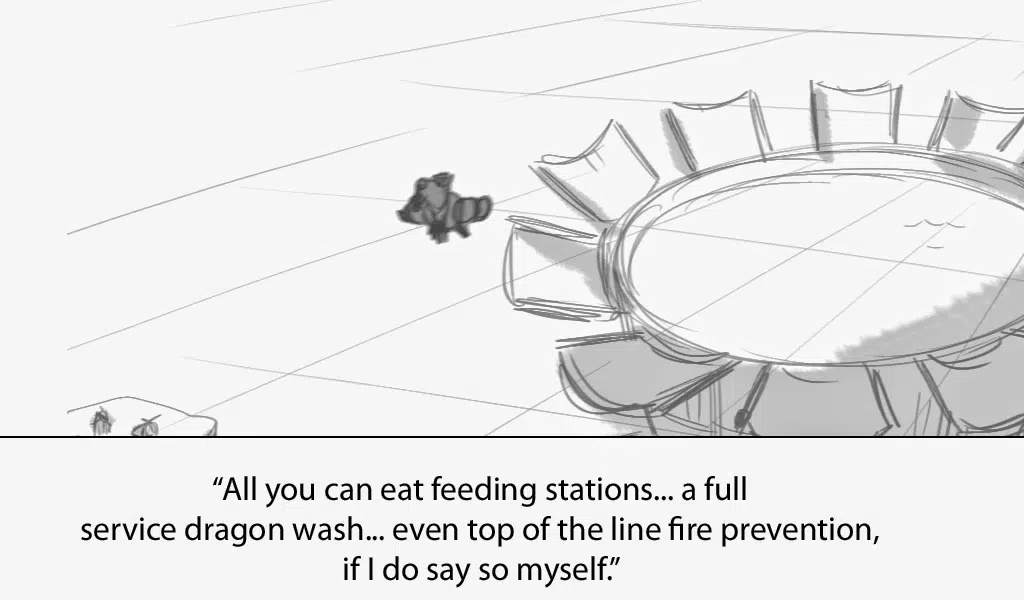 “All you can eat feeding stations... a full
service dragon wash... even top of the line fire prevention,
if I do say so myself.”